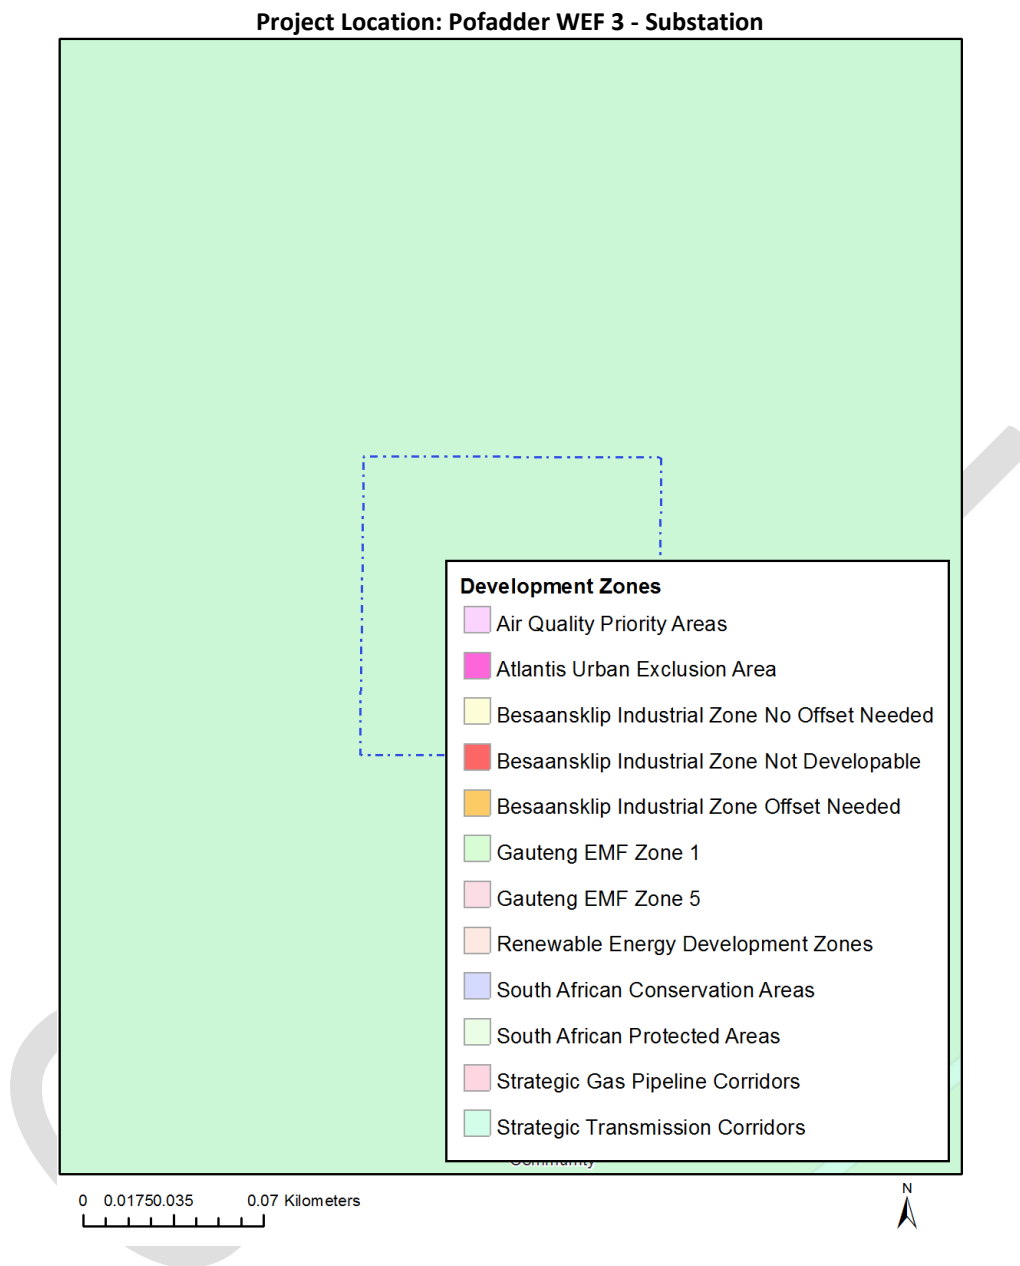 Project Location: Pofadder WEF 3 - Substation
Development Zones
Air Quality Priority Areas
Atlantis Urban Exclusion Area
Besaansklip Industrial Zone No Offset Needed
Besaansklip Industrial Zone Not Developable
Besaansklip Industrial Zone Offset Needed
Gauteng EMF Zone 1
Gauteng EMF Zone 5
Renewable Energy Development Zones
South African Conservation Areas
South African Protected Areas
Strategic Gas Pipeline Corridors
Strategic Transmission Corridors
Community
0 0.01750.035 0.07 Kilometers
N